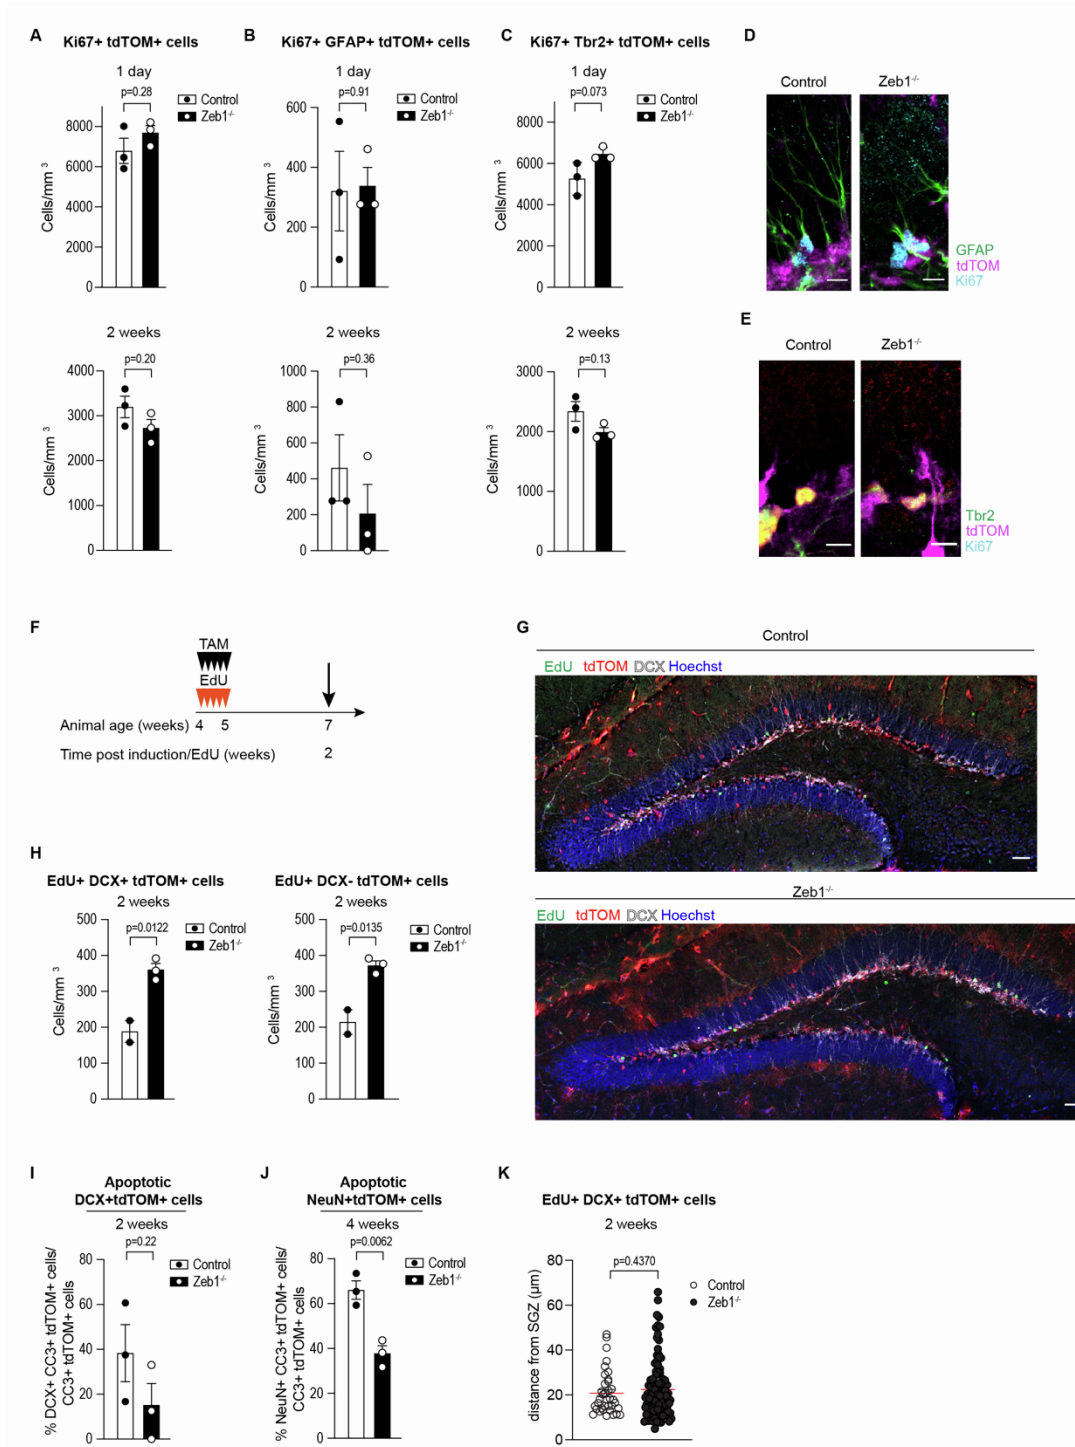 A
Ki67+ tdTOM+ cells
1 day
p=0.28
Control
Zeb1-/-
Cells/mm 3
8000
6000
4000
2000
0
2 weeks
p=0.20
Cells/mm 3
4000
3000
2000
1000
0
B
Ki67+ GFAP+ tdTOM+ cells
1 day
p=0.91
Control
Zeb1-/-
Cells/mm 3
600
400
200
0
2 weeks
p=0.36
Cells/mm 3
1000
800
600
400
200
0
C
Ki67+ Tbr2+ tdTOM+ cells
1 day
p=0.073
Control
Zeb1-/-
Cells/mm 3
8000
6000
4000
2000
0
2 weeks
p=0.13
Cells/mm 3
3000
2000
1000
0
D
Control
Zeb1-/-
GFAP
tdTOM
Ki67
E
Control
Zeb1-/-
Tbr2
tdTOM
Ki67
F
TAM
EdU
Animal age (weeks) 4 5 7
Time post induction/EdU (weeks) 2
G
Control
EdU tdTOM DCX Hoechst
Zeb1-/-
EdU tdTOM DCX Hoechst
H
EdU+ DCX+ tdTOM+ cells
2 weeks
p=0.0122
Control
Zeb1-/-
Cells/mm 3
500
400
300
200
100
0
EdU+ DCX- tdTOM+ cells
2 weeks
p=0.0135
Control
Zeb1-/-
Cells/mm 3
500
400
300
200
100
0
I
Apoptotic
DCX+tdTOM+ cells
2 weeks
p=0.22
Control
Zeb1-/-
% DCX+ CC3+ tdTOM+ cells/
CC3+ tdTOM+ cells
80
60
40
20
0
J
Apoptotic
NeuN+tdTOM+ cells
4 weeks
p=0.0062
Control
Zeb1-/-
% NeuN+ CC3+ tdTOM+ cells/
CC3+ tdTOM+ cells
80
60
40
20
0
K
EdU+ DCX+ tdTOM+ cells
2 weeks
p=0.4370
Control
Zeb1-/-
distance from SGZ (μm)
80
60
40
20
0